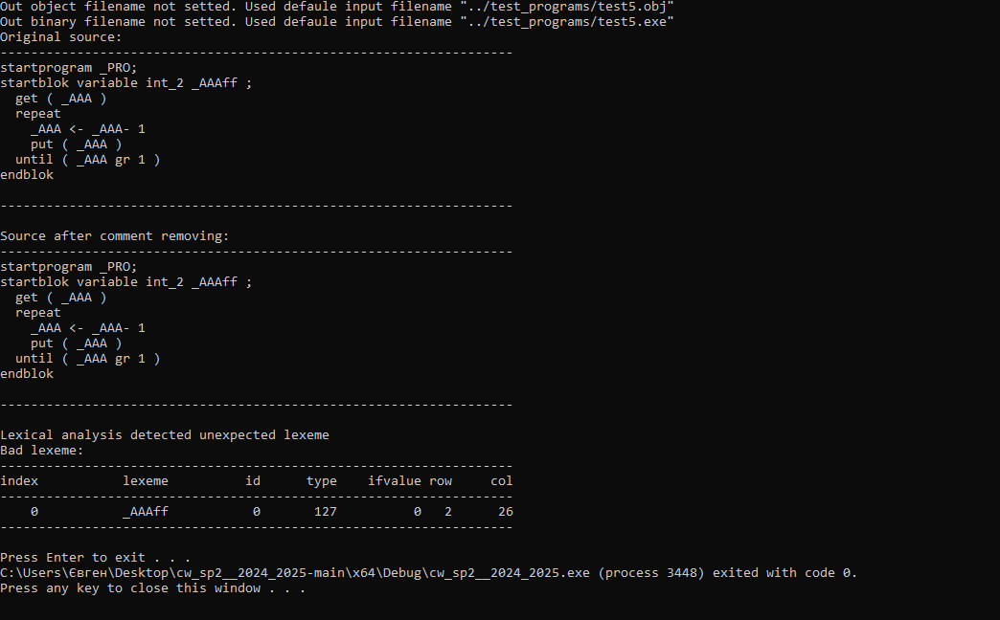 Out object filename not setted. Used defaule input filename "../test_programs/test5.obj"
Out binary filename not setted. Used defaule input filename "../test_programs/test5.exe"
Original source:
-------------------------------------------------------------------
startprogram _PRO;
startblok variable int_2 _AAAff ;
  get ( _AAA )
  repeat
    _AAA <- _AAA- 1
    put ( _AAA )
  until ( _AAA gr 1 )
endblok

-------------------------------------------------------------------

Source after comment removing:
-------------------------------------------------------------------
startprogram _PRO;
startblok variable int_2 _AAAff ;
  get ( _AAA )
  repeat
    _AAA <- _AAA- 1
    put ( _AAA )
  until ( _AAA gr 1 )
endblok

-------------------------------------------------------------------

Lexical analysis detected unexpected lexeme
Bad lexeme:
-------------------------------------------------------------------
index           lexeme          id      type    ifvalue row     col
-------------------------------------------------------------------
    0           _AAAff           0       127          0   2      26
-------------------------------------------------------------------

Press Enter to exit . . .
C:\Users\Євген\Desktop\cw_sp2__2024_2025-main\x64\Debug\cw_sp2__2024_2025.exe (process 3448) exited with code 0.
Press any key to close this window . . .